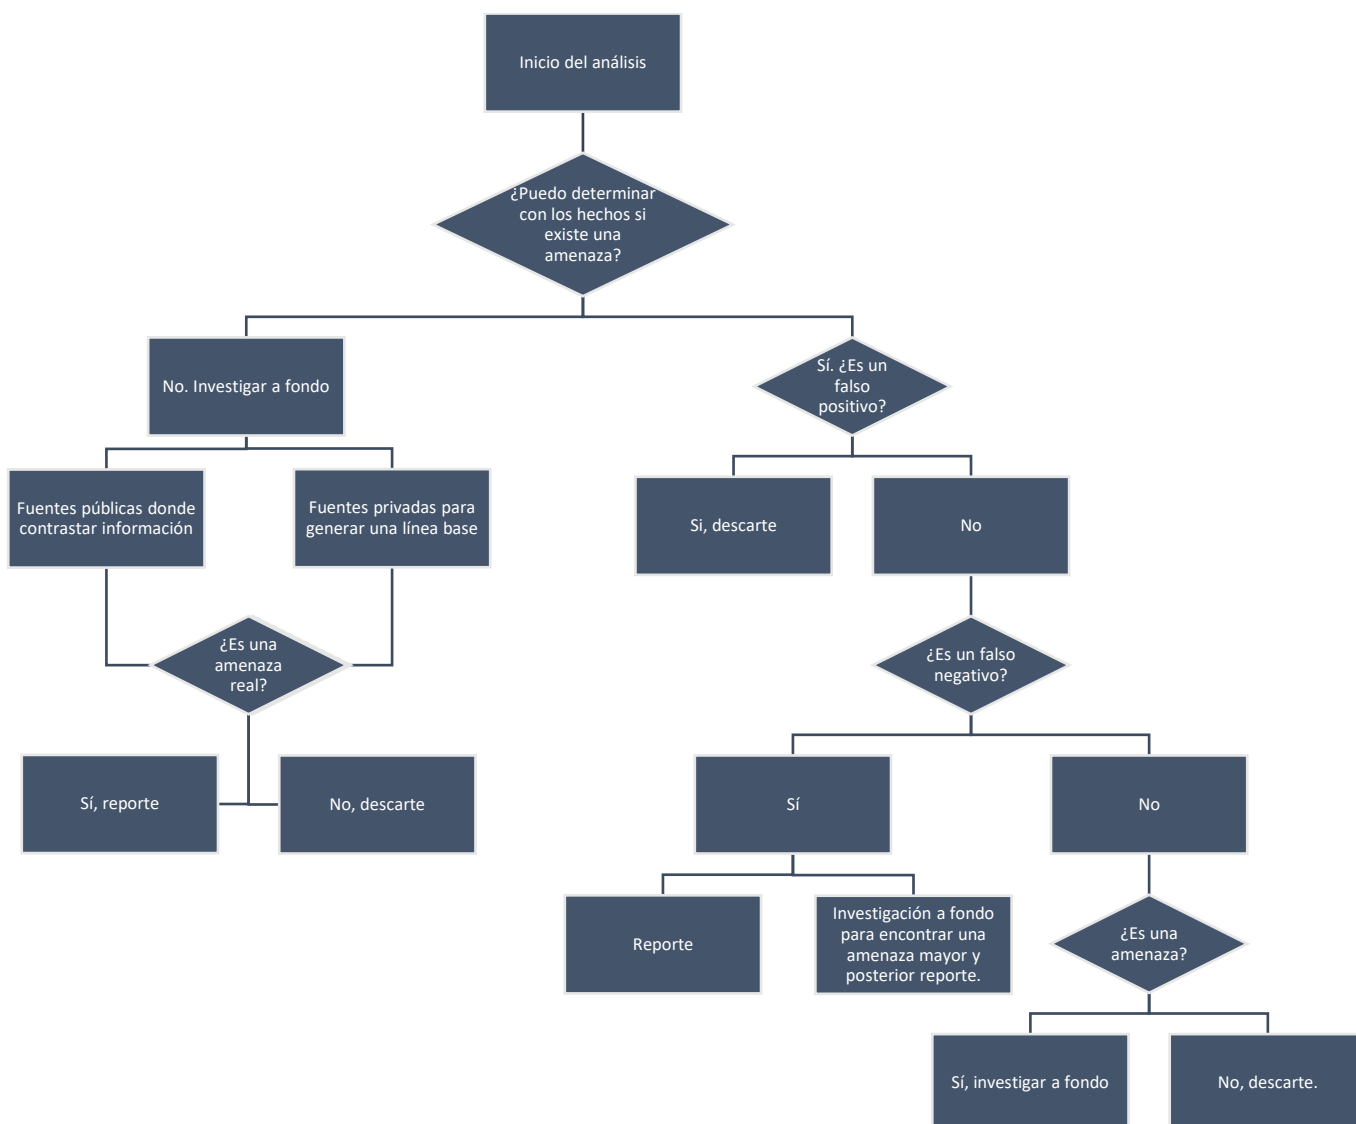 Inicio del análisis
¿Puedo determinar
con los hechos si
existe una
amenaza?
No. Investigar a fondo
Sí. ¿Es un
falso
positivo?
Fuentes públicas donde
contrastar información
Fuentes privadas para
generar una línea base
Si, descarte
No
¿Es una
amenaza
real?
¿Es un falso
negativo?
Sí, reporte
No, descarte
Sí
No
Reporte
Investigación a fondo
para encontrar una
amenaza mayor y
posterior reporte.
¿Es una
amenaza?
Sí, investigar a fondo
No, descarte.